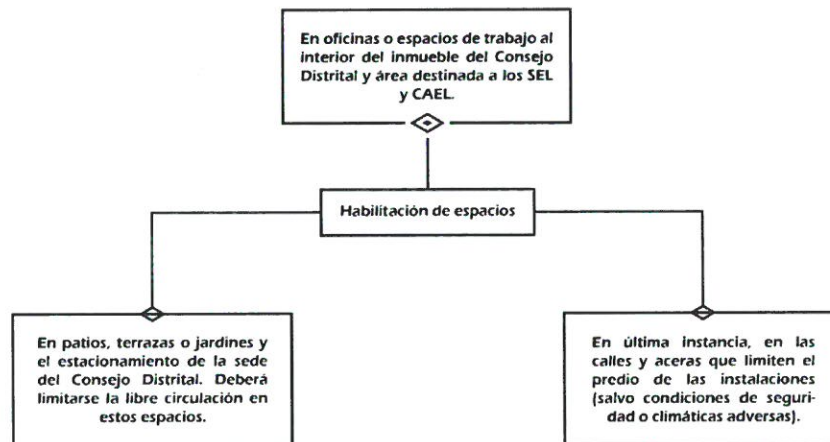 En oficinas o espacios de trabajo al
interior del inmueble del Consejo
Distrital y área destinada a los SEL
y CAEL.
Habilitación de espacios
En patios, terrazas o jardines y
el estacionamiento de la sede
del Consejo Distrital. Deberá
limitarse la libre circulación en
estos espacios.
En última instancia, en las
calles y aceras que limiten el
predio de las instalaciones
(salvo condiciones de seguri-
dad o climáticas adversas).